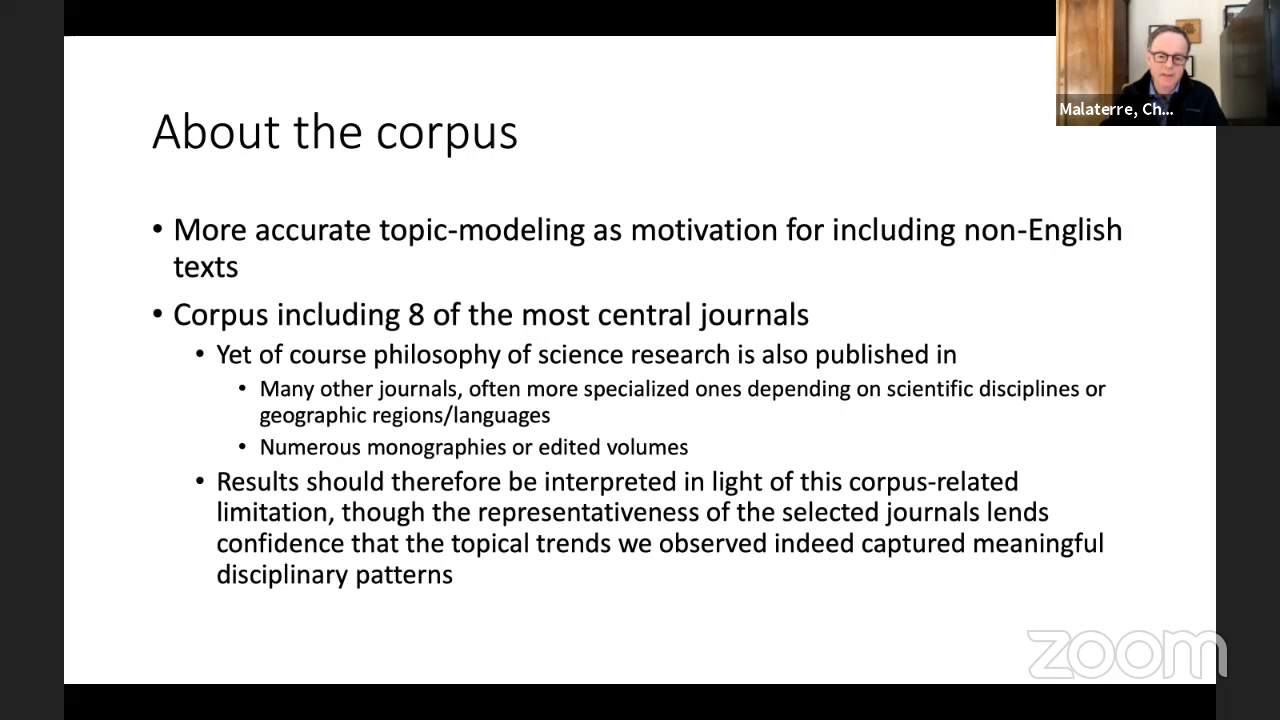 Malaterre, Ch...
About the corpus
• More accurate topic-modeling as motivation for including non-English
texts
• Corpus including 8 of the most central journals
• Yet of course philosophy of science research is also published in
• Many other journals, often more specialized ones depending on scientific disciplines or
geographic regions/languages
• Numerous monographies or edited volumes
• Results should therefore be interpreted in light of this corpus-related
limitation, though the representativeness of the selected journals lends
confidence that the topical trends we observed indeed captured meaningful
disciplinary patterns
zoom